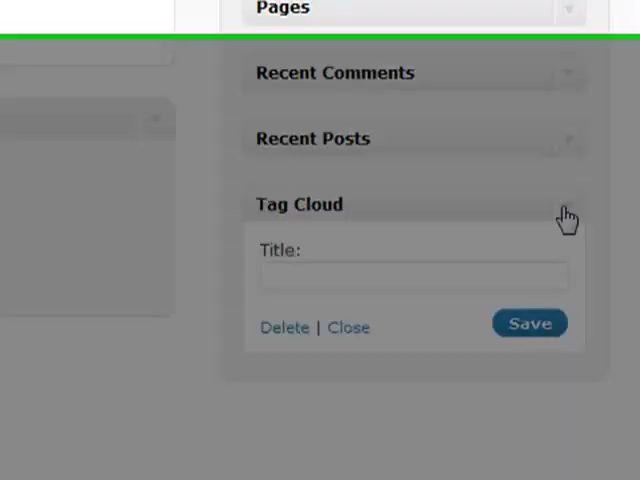 Pages
Recent Comments
Recent Posts
Tag Cloud
Title:
Delete | Close
Save